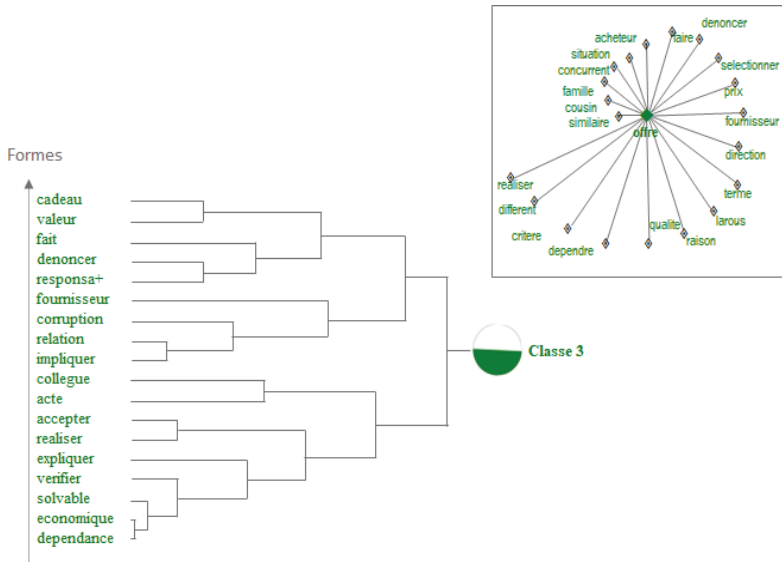 denoncer
acheteur
faire
situation
selectionner
concurrent
famille
prix
cousin
fournisseur
similaire
offre
direction
realiser
terme
different
larous
critere
qualite
dependre
raison
Formes
cadeau
valeur
fait
denoncer
responsa+
fournisseur
corruption
relation
impliquer
Classe 3
collegue
acte
accepter
realiser
expliquer
verifier
solvable
economique
dependance